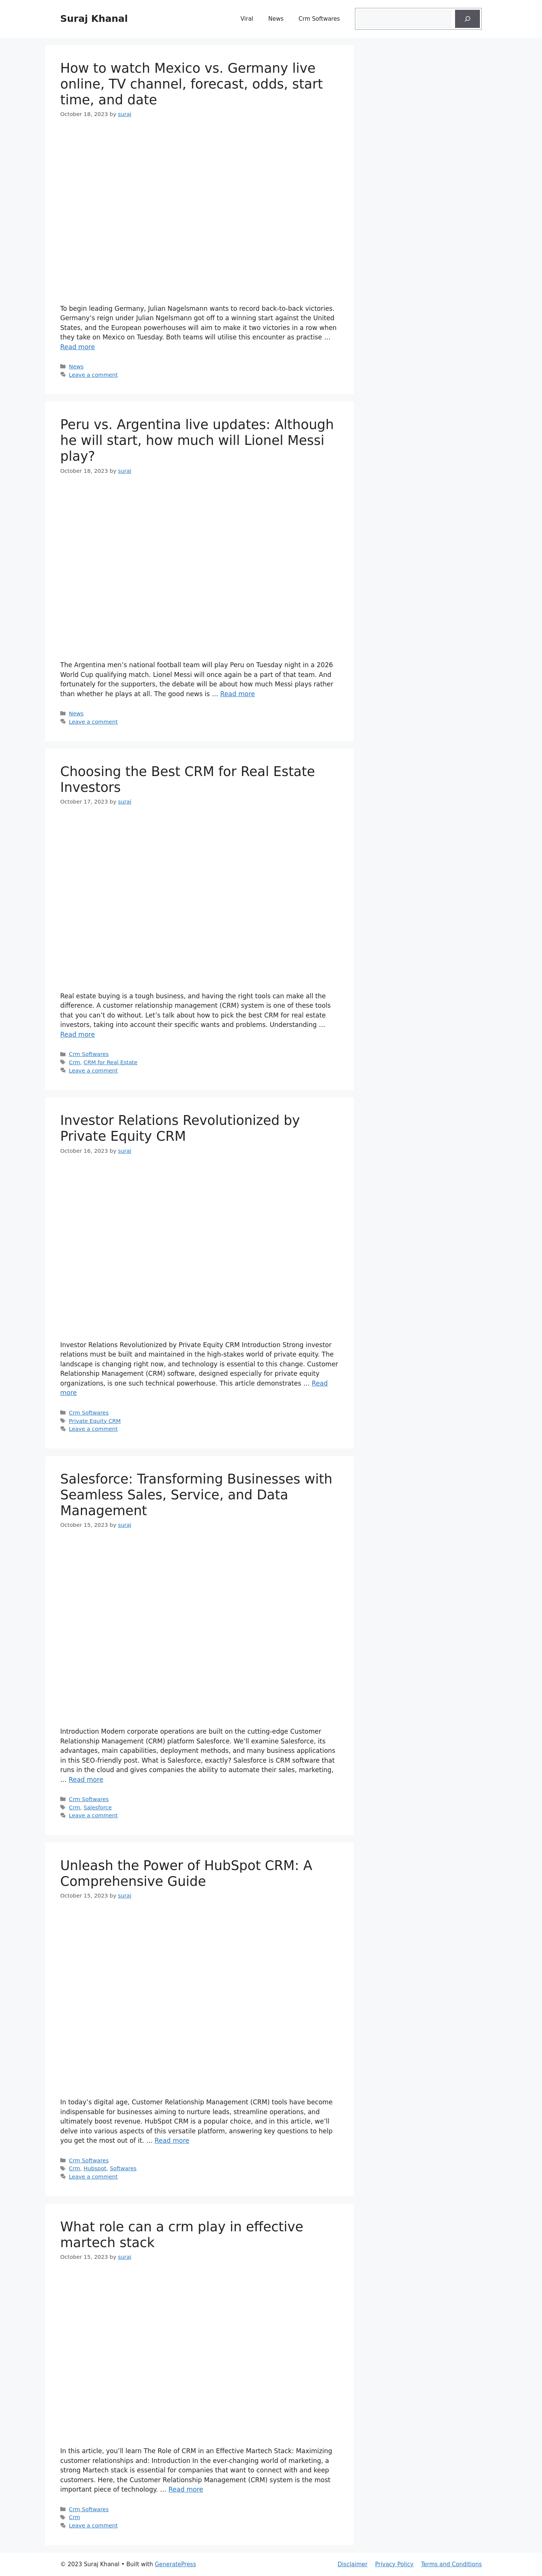 Suraj Khanal
Viral
News
Crm Softwares
How to watch Mexico vs. Germany live
online, TV channel, forecast, odds, start
time, and date
October 18, 2023 by suraj
To begin leading Germany, Julian Nagelsmann wants to record back-to-back victories.
Germany’s reign under Julian Ngelsmann got off to a winning start against the United
States, and the European powerhouses will aim to make it two victories in a row when
they take on Mexico on Tuesday. Both teams will utilise this encounter as practise …
Read more
News
Leave a comment
Peru vs. Argentina live updates: Although
he will start, how much will Lionel Messi
play?
October 18, 2023 by suraj
The Argentina men’s national football team will play Peru on Tuesday night in a 2026
World Cup qualifying match. Lionel Messi will once again be a part of that team. And
fortunately for the supporters, the debate will be about how much Messi plays rather
than whether he plays at all. The good news is … Read more
News
Leave a comment
Choosing the Best CRM for Real Estate
Investors
October 17, 2023 by suraj
Real estate buying is a tough business, and having the right tools can make all the
difference. A customer relationship management (CRM) system is one of these tools
that you can’t do without. Let’s talk about how to pick the best CRM for real estate
investors, taking into account their specific wants and problems. Understanding …
Read more
Crm Softwares
Crm, CRM for Real Estate
Leave a comment
Investor Relations Revolutionized by
Private Equity CRM
October 16, 2023 by suraj
Investor Relations Revolutionized by Private Equity CRM Introduction Strong investor
relations must be built and maintained in the high-stakes world of private equity. The
landscape is changing right now, and technology is essential to this change. Customer
Relationship Management (CRM) software, designed especially for private equity
organizations, is one such technical powerhouse. This article demonstrates … Read
more
Crm Softwares
Private Equity CRM
Leave a comment
Salesforce: Transforming Businesses with
Seamless Sales, Service, and Data
Management
October 15, 2023 by suraj
Introduction Modern corporate operations are built on the cutting-edge Customer
Relationship Management (CRM) platform Salesforce. We’ll examine Salesforce, its
advantages, main capabilities, deployment methods, and many business applications
in this SEO-friendly post. What is Salesforce, exactly? Salesforce is CRM software that
runs in the cloud and gives companies the ability to automate their sales, marketing,
… Read more
Crm Softwares
Crm, Salesforce
Leave a comment
Unleash the Power of HubSpot CRM: A
Comprehensive Guide
October 15, 2023 by suraj
In today’s digital age, Customer Relationship Management (CRM) tools have become
indispensable for businesses aiming to nurture leads, streamline operations, and
ultimately boost revenue. HubSpot CRM is a popular choice, and in this article, we’ll
delve into various aspects of this versatile platform, answering key questions to help
you get the most out of it. … Read more
Crm Softwares
Crm, Hubspot, Softwares
Leave a comment
What role can a crm play in effective
martech stack
October 15, 2023 by suraj
In this article, you’ll learn The Role of CRM in an Effective Martech Stack: Maximizing
customer relationships and: Introduction In the ever-changing world of marketing, a
strong Martech stack is essential for companies that want to connect with and keep
customers. Here, the Customer Relationship Management (CRM) system is the most
important piece of technology. … Read more
Crm Softwares
Crm
Leave a comment
© 2023 Suraj Khanal • Built with GeneratePress
Disclaimer
Privacy Policy
Terms and Conditions